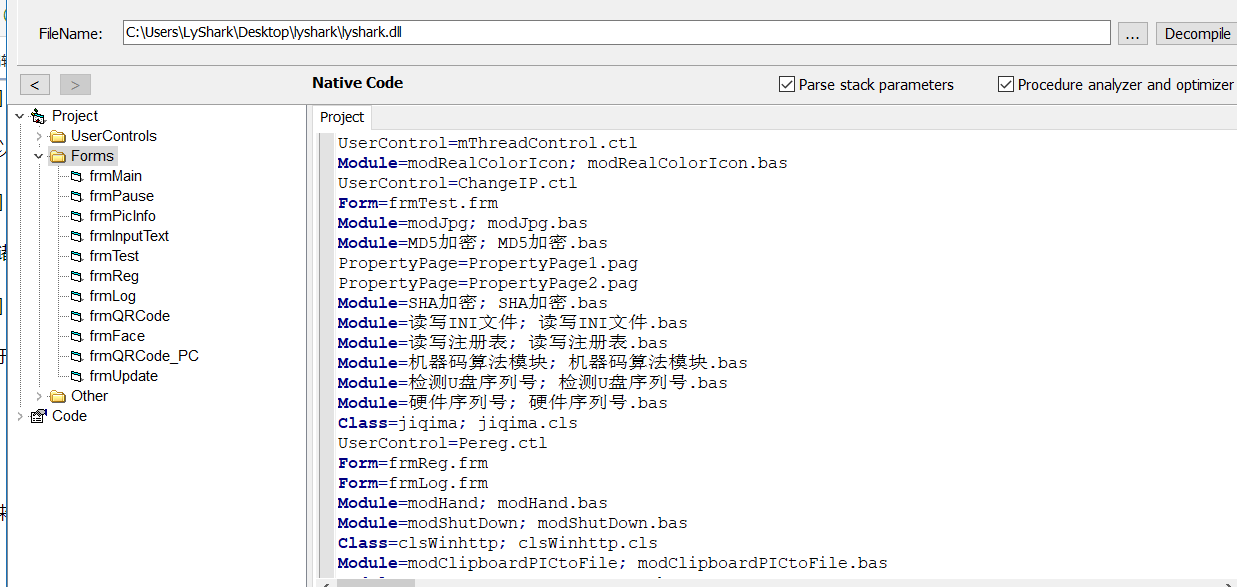 FileName: C:\Users\LyShark\Desktop\lyshark\lyshark.dll ... Decompile
< > Native Code Parse stack parameters Procedure analyzer and optimizer
Project
UserControls
Forms
frmMain
frmPause
frmPicInfo
frmInputText
frmTest
frmReg
frmLog
frmQRCode
frmFace
frmQRCode_PC
frmUpdate
Other
Code
Project
UserControl=mThreadControl.ctl
Module=modRealColorIcon; modRealColorIcon.bas
UserControl=ChangeIP.ctl
Form=frmTest.frm
Module=modJpg; modJpg.bas
Module=MD5加密; MD5加密.bas
PropertyPage=PropertyPage1.pag
PropertyPage=PropertyPage2.pag
Module=SHA加密; SHA加密.bas
Module=读写INI文件; 读写INI文件.bas
Module=读写注册表; 读写注册表.bas
Module=机器码算法模块; 机器码算法模块.bas
Module=检测U盘序列号; 检测U盘序列号.bas
Module=硬件序列号; 硬件序列号.bas
Class=jiqima; jiqima.cls
UserControl=Pereg.ctl
Form=frmReg.frm
Form=frmLog.frm
Module=modHand; modHand.bas
Module=modShutDown; modShutDown.bas
Class=clsWinhttp; clsWinhttp.cls
Module=modClipboardPICtoFile; modClipboardPICtoFile.bas